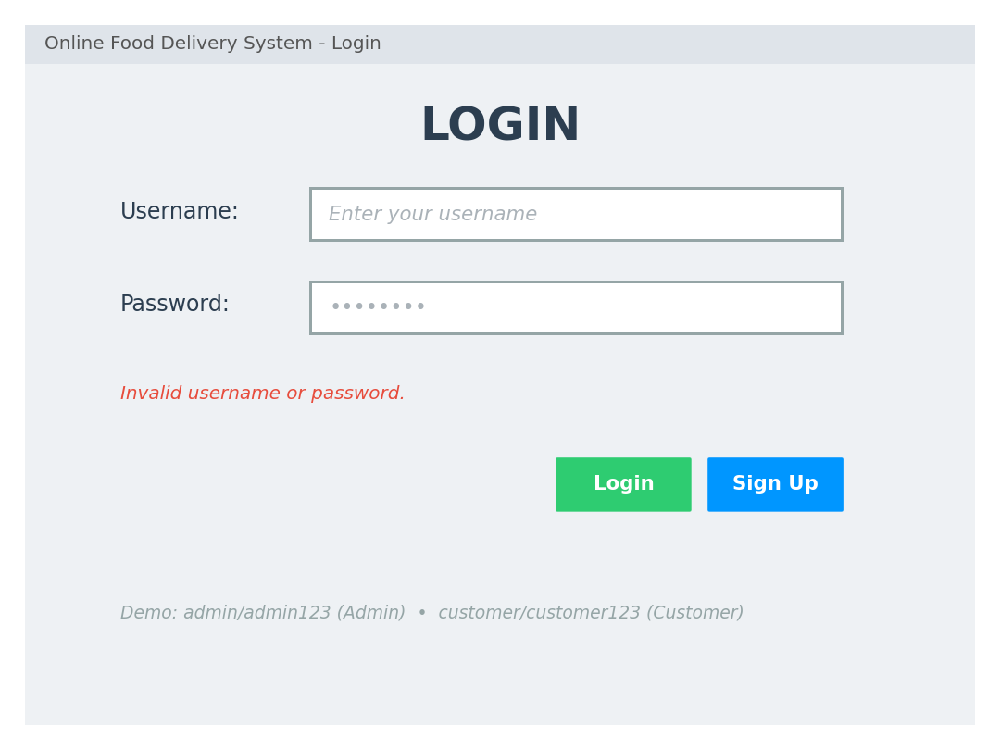 Online Food Delivery System - Login
LOGIN
Username:
Enter your username
Password:
••••••••
Invalid username or password.
Login
Sign Up
Demo: admin/admin123 (Admin) • customer/customer123 (Customer)